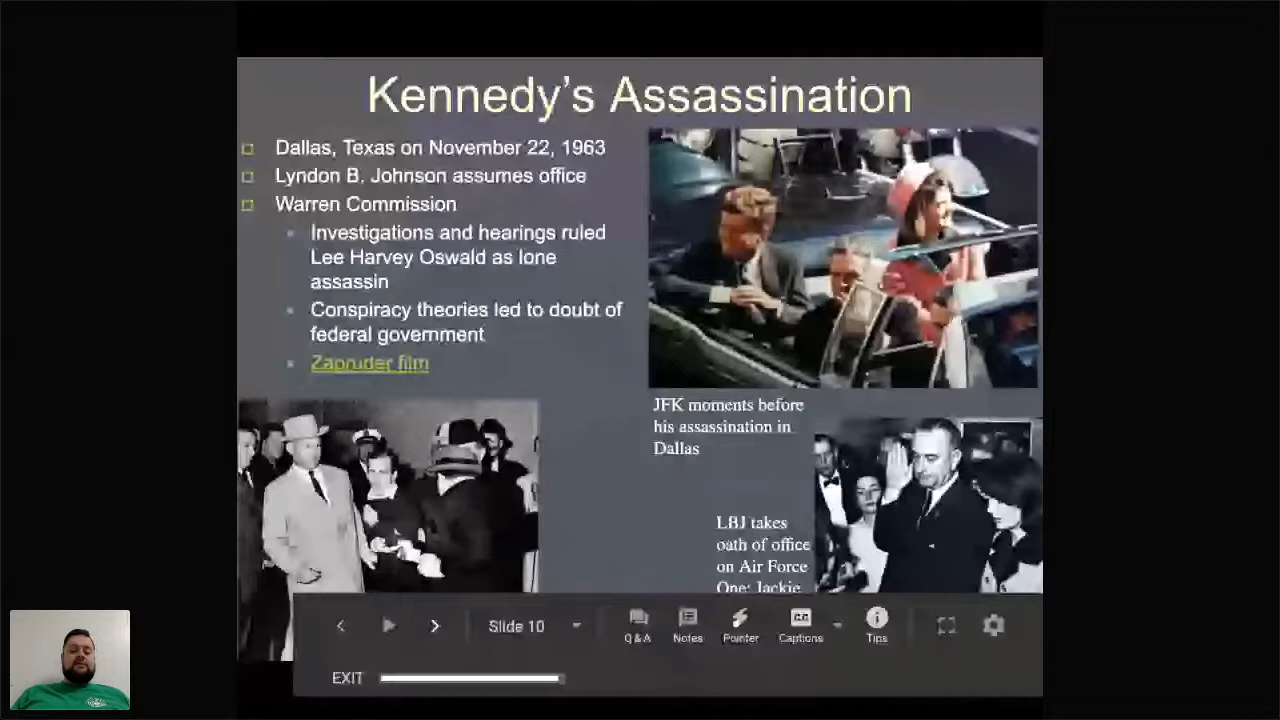 Kennedy's Assassination
Dallas, Texas on November 22, 1963
Lyndon B. Johnson assumes office
Warren Commission
Investigations and hearings ruled
Lee Harvey Oswald as lone
assassin
Conspiracy theories led to doubt of
federal government
Zapruder film
JFK moments before
his assassination in
Dallas
LBJ takes
oath of office
on Air Force
One; Jackie
Slide 10
Q & A
Notes
Pointer
CC
Captions
Tips
EXIT